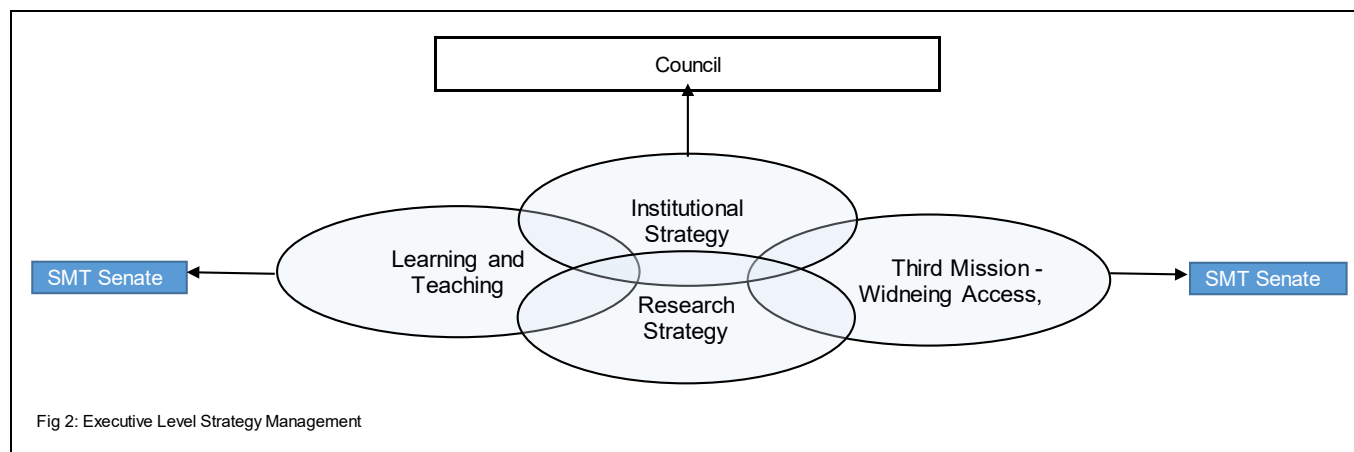 Council
Institutional
Strategy
Learning and
Teaching
Third Mission -
Widneing Access,
SMT Senate
SMT Senate
Research
Strategy
Fig 2: Executive Level Strategy Management